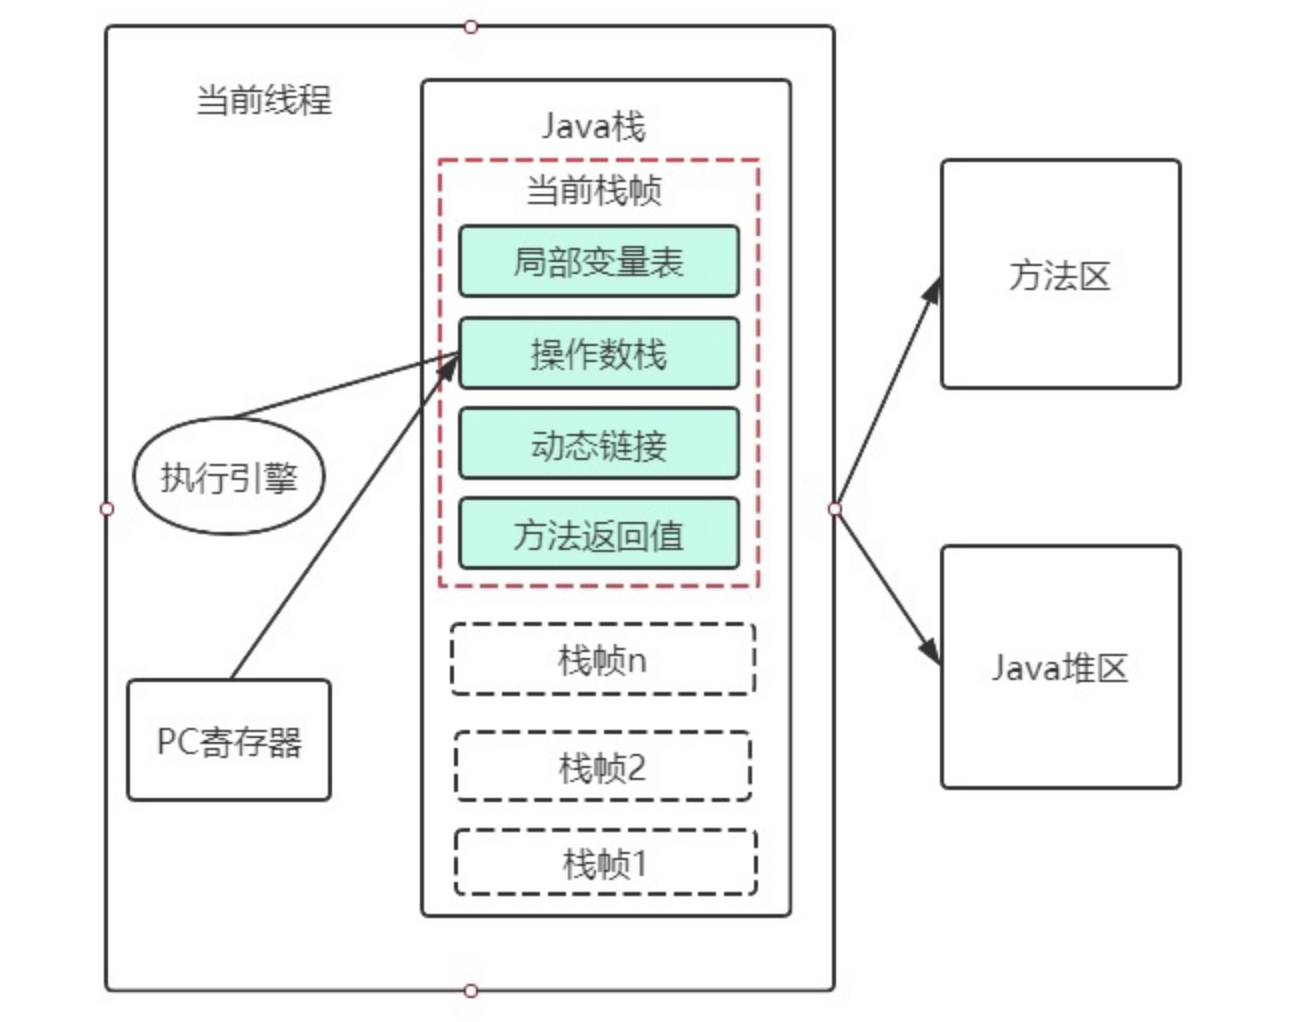 当前线程
Java栈
当前栈帧
局部变量表
操作数栈
动态链接
方法返回值
栈帧n
栈帧2
栈帧1
执行引擎
PC寄存器
方法区
Java堆区